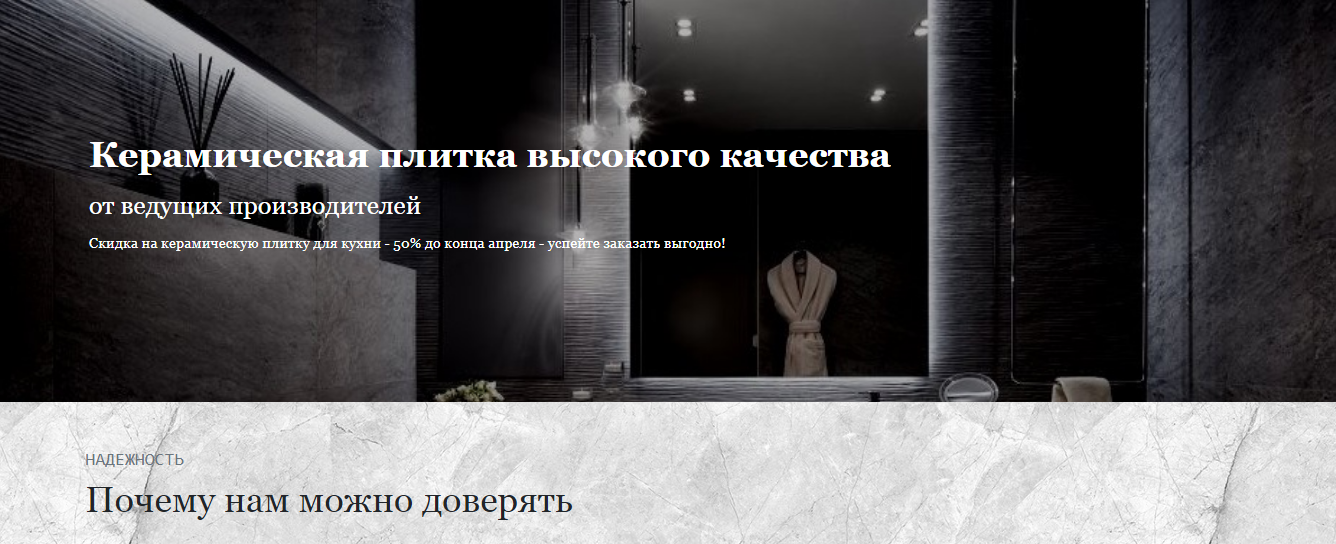 Керамическая плитка высокого качества
от ведущих производителей
Скидка на керамическую плитку для кухни - 50% до конца апреля - успейте заказать выгодно!
НАДЕЖНОСТЬ
Почему нам можно доверять